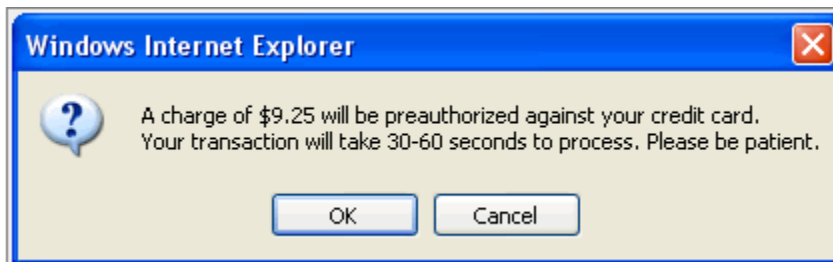 Windows Internet Explorer
A charge of $9.25 will be preauthorized against your credit card.
Your transaction will take 30-60 seconds to process. Please be patient.
OK
Cancel